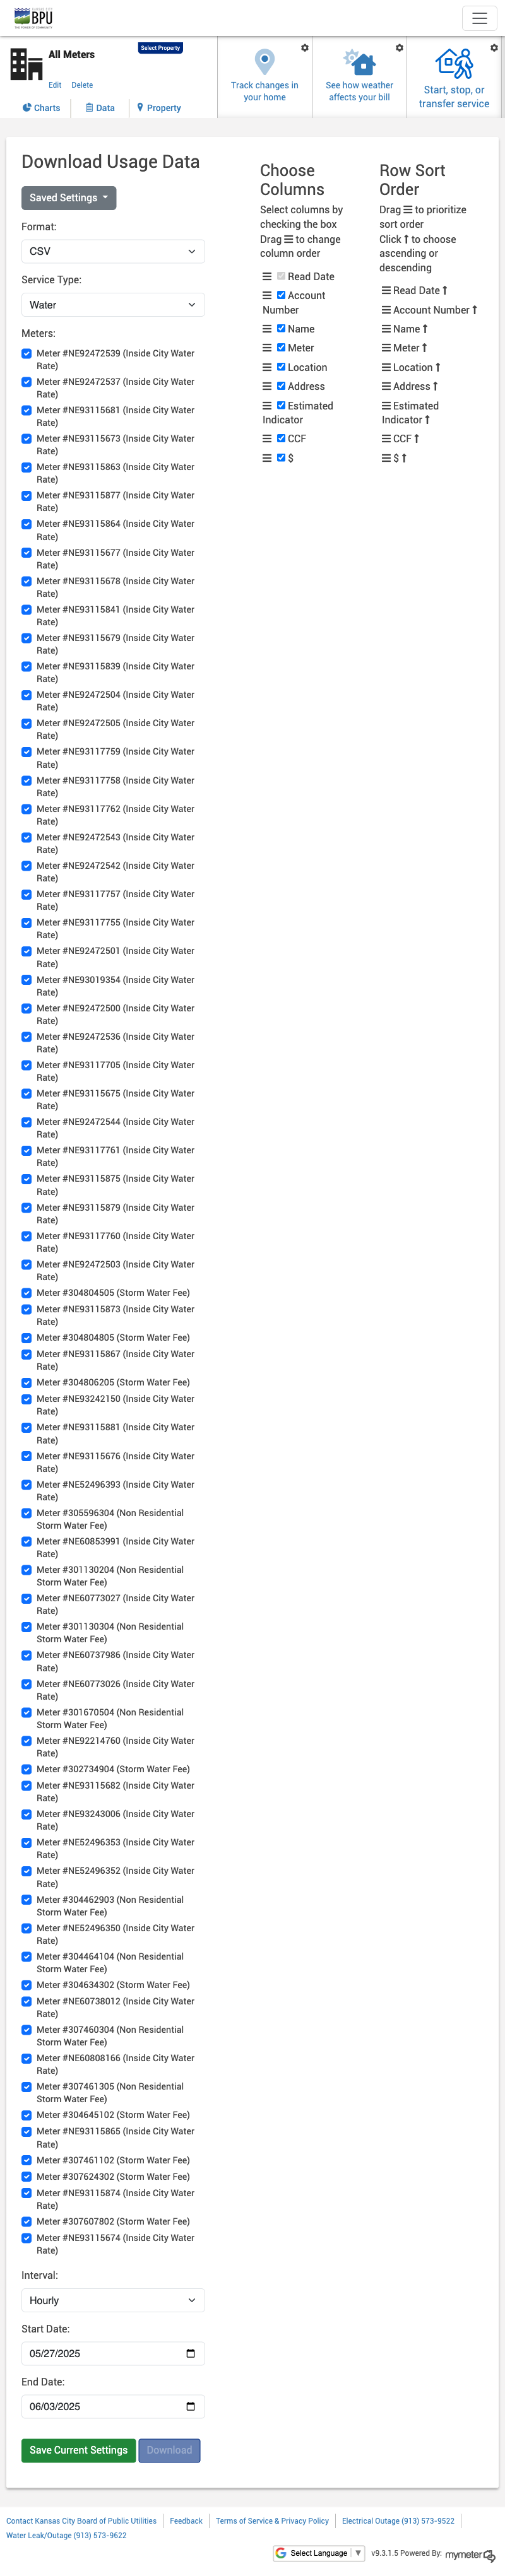 KANSAS CITY
BPU
THE POWER OF COMMUNITY
All Meters
Select Property
Edit
Delete
Charts
Data
Property
Track changes in
your home
See how weather
affects your bill
Start, stop, or
transfer service
Download Usage Data
Saved Settings
Format:
CSV
Service Type:
Water
Meters:
Meter #NE92472539 (Inside City Water
Rate)
Meter #NE92472537 (Inside City Water
Rate)
Meter #NE93115681 (Inside City Water
Rate)
Meter #NE93115673 (Inside City Water
Rate)
Meter #NE93115863 (Inside City Water
Rate)
Meter #NE93115877 (Inside City Water
Rate)
Meter #NE93115864 (Inside City Water
Rate)
Meter #NE93115677 (Inside City Water
Rate)
Meter #NE93115678 (Inside City Water
Rate)
Meter #NE93115841 (Inside City Water
Rate)
Meter #NE93115679 (Inside City Water
Rate)
Meter #NE93115839 (Inside City Water
Rate)
Meter #NE92472504 (Inside City Water
Rate)
Meter #NE92472505 (Inside City Water
Rate)
Meter #NE93117759 (Inside City Water
Rate)
Meter #NE93117758 (Inside City Water
Rate)
Meter #NE93117762 (Inside City Water
Rate)
Meter #NE92472543 (Inside City Water
Rate)
Meter #NE92472542 (Inside City Water
Rate)
Meter #NE93117757 (Inside City Water
Rate)
Meter #NE93117755 (Inside City Water
Rate)
Meter #NE92472501 (Inside City Water
Rate)
Meter #NE93019354 (Inside City Water
Rate)
Meter #NE92472500 (Inside City Water
Rate)
Meter #NE92472536 (Inside City Water
Rate)
Meter #NE93117705 (Inside City Water
Rate)
Meter #NE93115675 (Inside City Water
Rate)
Meter #NE92472544 (Inside City Water
Rate)
Meter #NE93117761 (Inside City Water
Rate)
Meter #NE93115875 (Inside City Water
Rate)
Meter #NE93115879 (Inside City Water
Rate)
Meter #NE93117760 (Inside City Water
Rate)
Meter #NE92472503 (Inside City Water
Rate)
Meter #304804505 (Storm Water Fee)
Meter #NE93115873 (Inside City Water
Rate)
Meter #304804805 (Storm Water Fee)
Meter #NE93115867 (Inside City Water
Rate)
Meter #304806205 (Storm Water Fee)
Meter #NE93242150 (Inside City Water
Rate)
Meter #NE93115881 (Inside City Water
Rate)
Meter #NE93115676 (Inside City Water
Rate)
Meter #NE52496393 (Inside City Water
Rate)
Meter #305596304 (Non Residential
Storm Water Fee)
Meter #NE60853991 (Inside City Water
Rate)
Meter #301130204 (Non Residential
Storm Water Fee)
Meter #NE60773027 (Inside City Water
Rate)
Meter #301130304 (Non Residential
Storm Water Fee)
Meter #NE60737986 (Inside City Water
Rate)
Meter #NE60773026 (Inside City Water
Rate)
Meter #301670504 (Non Residential
Storm Water Fee)
Meter #NE92214760 (Inside City Water
Rate)
Meter #302734904 (Storm Water Fee)
Meter #NE93115682 (Inside City Water
Rate)
Meter #NE93243006 (Inside City Water
Rate)
Meter #NE52496353 (Inside City Water
Rate)
Meter #NE52496352 (Inside City Water
Rate)
Meter #304462903 (Non Residential
Storm Water Fee)
Meter #NE52496350 (Inside City Water
Rate)
Meter #304464104 (Non Residential
Storm Water Fee)
Meter #304634302 (Storm Water Fee)
Meter #NE60738012 (Inside City Water
Rate)
Meter #307460304 (Non Residential
Storm Water Fee)
Meter #NE60808166 (Inside City Water
Rate)
Meter #307461305 (Non Residential
Storm Water Fee)
Meter #304645102 (Storm Water Fee)
Meter #NE93115865 (Inside City Water
Rate)
Meter #307461102 (Storm Water Fee)
Meter #307624302 (Storm Water Fee)
Meter #NE93115874 (Inside City Water
Rate)
Meter #307607802 (Storm Water Fee)
Meter #NE93115674 (Inside City Water
Rate)
Interval:
Hourly
Start Date:
05/27/2025
End Date:
06/03/2025
Save Current Settings
Download
Choose
Columns
Select columns by
checking the box
Drag ☰ to change
column order
Read Date
Account
Number
Name
Meter
Location
Address
Estimated
Indicator
CCF
$
Row Sort
Order
Drag ☰ to prioritize
sort order
Click ↑ to choose
ascending or
descending
Read Date ↑
Account Number ↑
Name ↑
Meter ↑
Location ↑
Address ↑
Estimated
Indicator ↑
CCF ↑
$ ↑
Contact Kansas City Board of Public Utilities
Feedback
Terms of Service & Privacy Policy
Electrical Outage (913) 573-9522
Water Leak/Outage (913) 573-9622
Select Language ▼
v9.3.1.5 Powered By:
mymeter